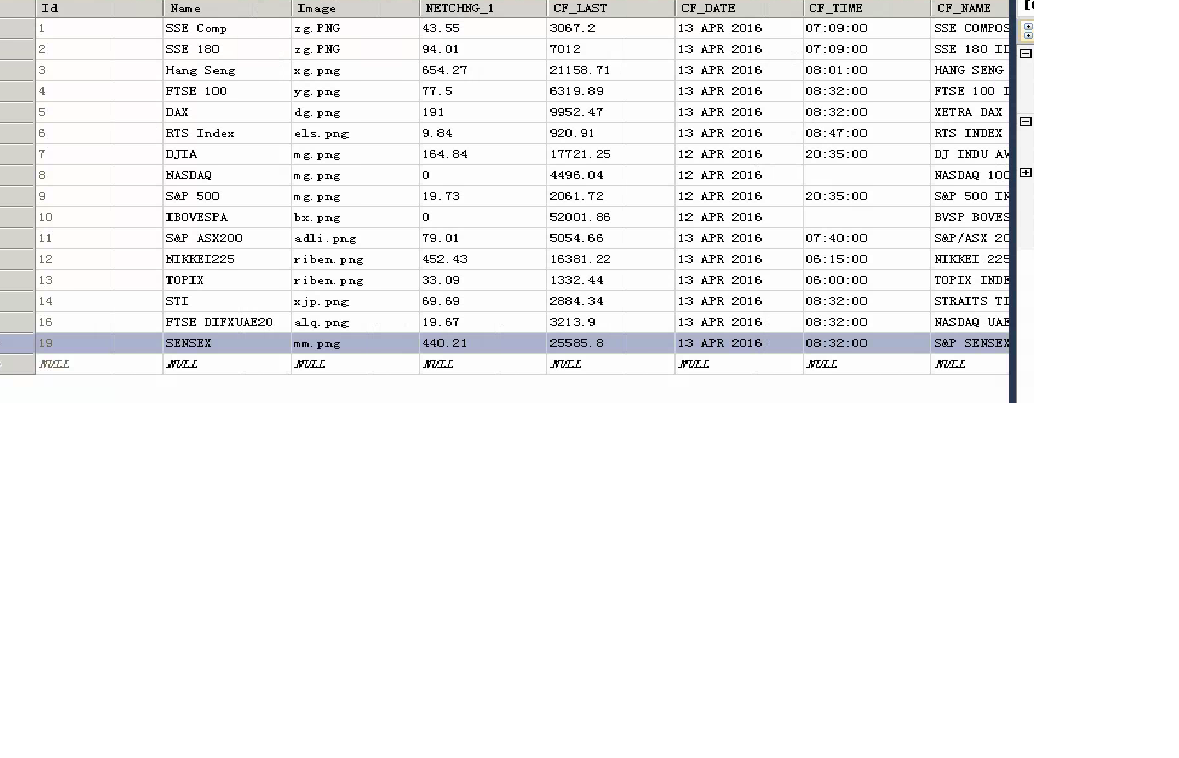 Id Name Image NETCHNG_1 CF_LAST CF_DATE CF_TIME CF_NAME
1 SSE Comp zg.PNG 43.55 3067.2 13 APR 2016 07:09:00 SSE COMPOS
2 SSE 180 zg.PNG 94.01 7012 13 APR 2016 07:09:00 SSE 180 ID
3 Hang Seng xg.png 654.27 21158.71 13 APR 2016 08:01:00 HANG SENG
4 FTSE 100 yg.png 77.5 6319.89 13 APR 2016 08:32:00 FTSE 100 I
5 DAX dg.png 191 9952.47 13 APR 2016 08:32:00 XETRA DAX
6 RTS Index els.png 9.84 920.91 13 APR 2016 08:47:00 RTS INDEX
7 DJIA mg.png 164.84 17721.25 12 APR 2016 20:35:00 DJ INDU AV
8 NASDAQ mg.png 0 4496.04 12 APR 2016 NASDAQ 100
9 S&P 500 mg.png 19.73 2061.72 12 APR 2016 20:35:00 S&P 500 IN
10 IBOVESPA bx.png 0 52001.86 12 APR 2016 BVSP BOVES
11 S&P ASX200 adli.png 79.01 5054.66 13 APR 2016 07:40:00 S&P/ASX 20
12 NIKKEI225 riben.png 452.43 16381.22 13 APR 2016 06:15:00 NIKKEI 225
13 TOPIX riben.png 33.09 1332.44 13 APR 2016 06:00:00 TOPIX INDE
14 STI xjp.png 69.69 2884.34 13 APR 2016 08:32:00 STRAITS TI
16 FTSE DIFXUAE20 alq.png 19.67 3213.9 13 APR 2016 08:32:00 NASDAQ UAE
19 SENSEX mm.png 440.21 25585.8 13 APR 2016 08:32:00 S&P SENSEX
NULL NULL NULL NULL NULL NULL NULL NULL